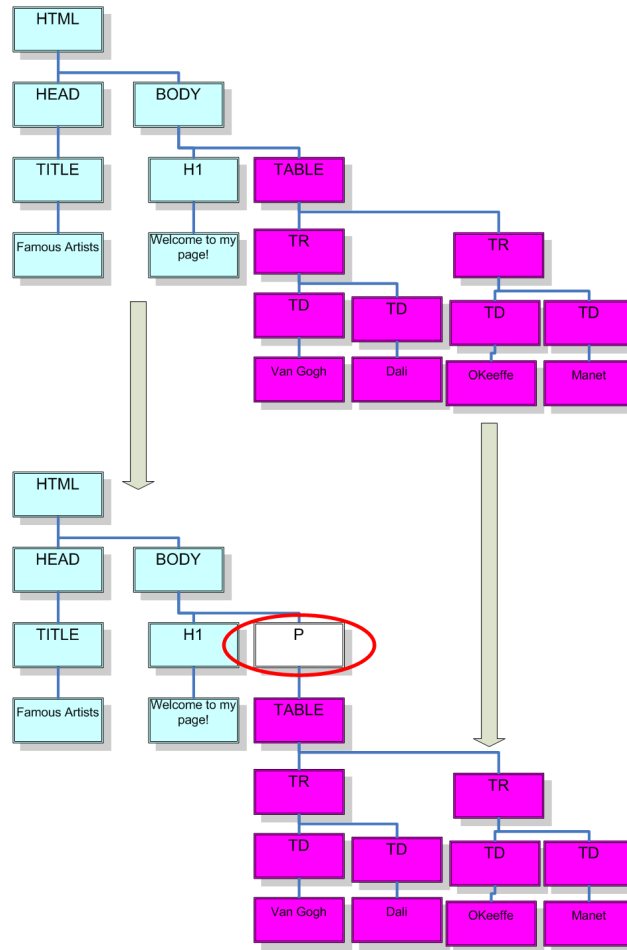 HTML
HEAD
BODY
TITLE
H1
TABLE
Famous Artists
Welcome to my
page!
TR
TR
TD
TD
TD
TD
Van Gogh
Dali
OKeeffe
Manet
HTML
HEAD
BODY
TITLE
H1
P
Famous Artists
Welcome to my
page!
TABLE
TR
TR
TD
TD
TD
TD
Van Gogh
Dali
OKeeffe
Manet